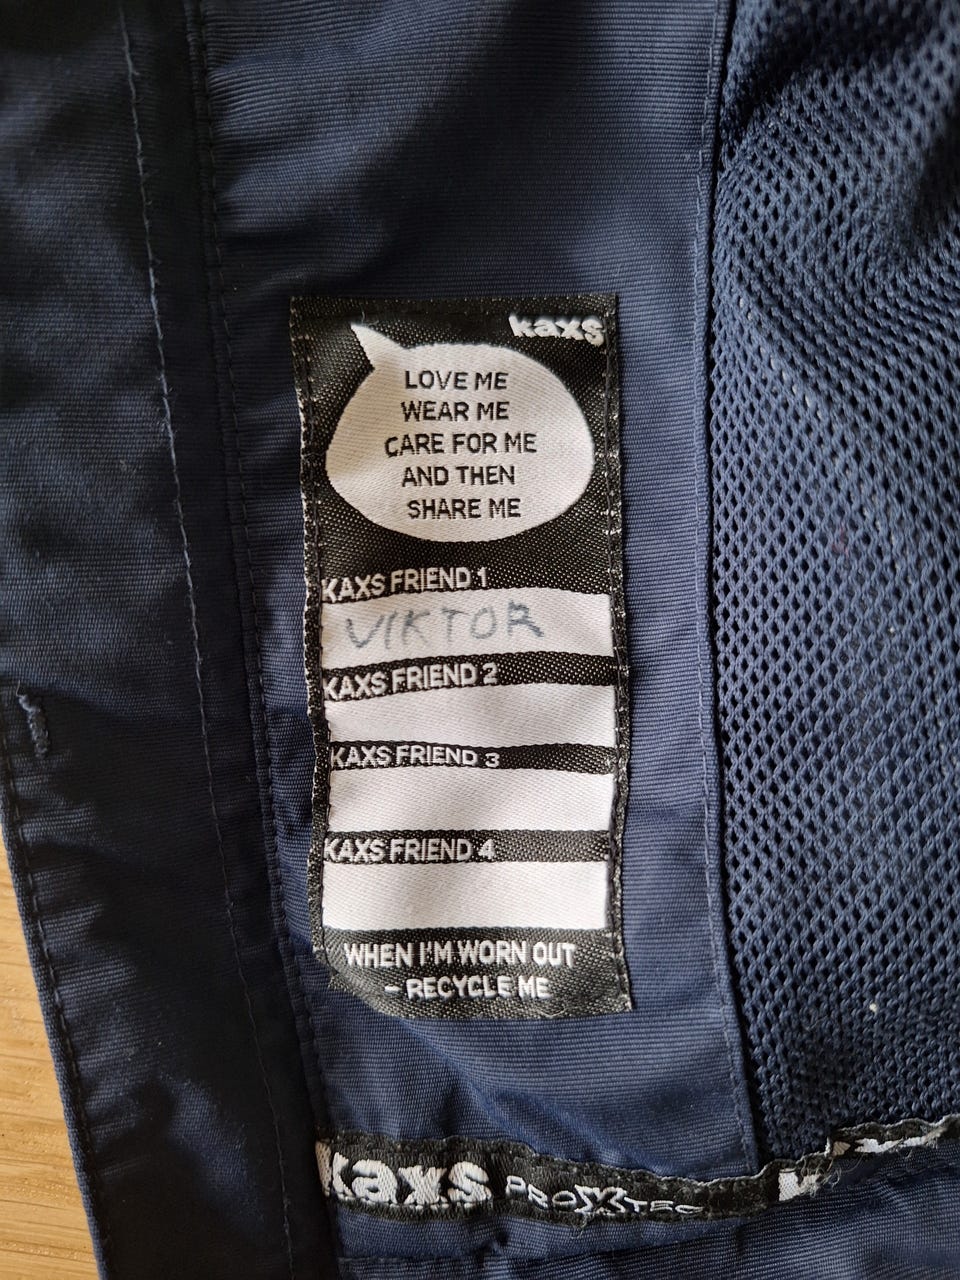 kaxs
LOVE ME
WEAR ME
CARE FOR ME
AND THEN
SHARE ME
KAXS FRIEND 1
VIKTOR
KAXS FRIEND 2
KAXS FRIEND 3
KAXS FRIEND 4
WHEN I'M WORN OUT
- RECYCLE ME
kaxs PROXTEC